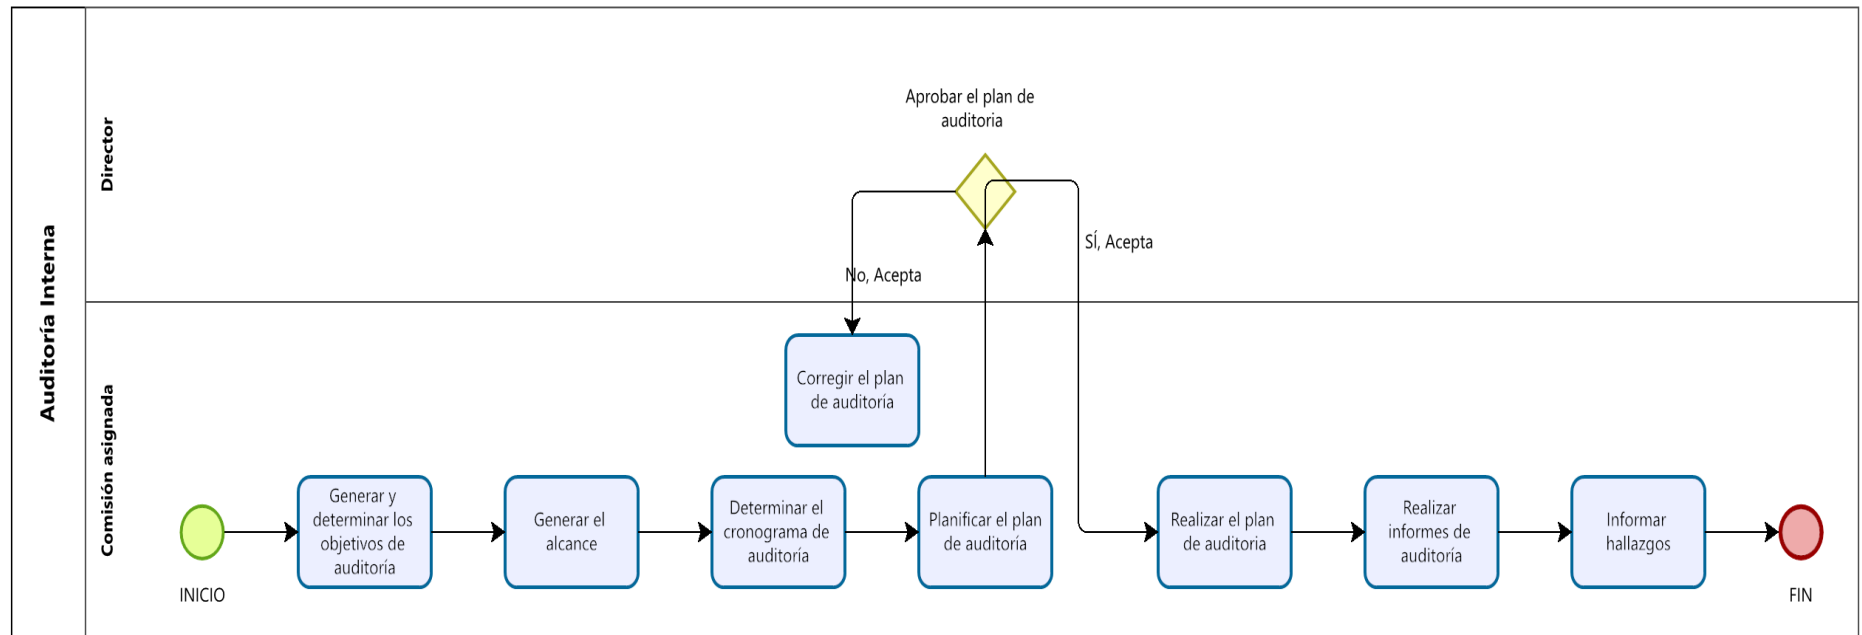 Auditoría Interna
Director
Aprobar el plan de
auditoria
No, Acepta
SÍ, Acepta
Comisión asignada
Corregir el plan
de auditoría
INICIO
Generar y
determinar los
objetivos de
auditoría
Generar el
alcance
Determinar el
cronograma de
auditoría
Planificar el plan
de auditoría
Realizar el plan
de auditoria
Realizar
informes de
auditoría
Informar
hallazgos
FIN